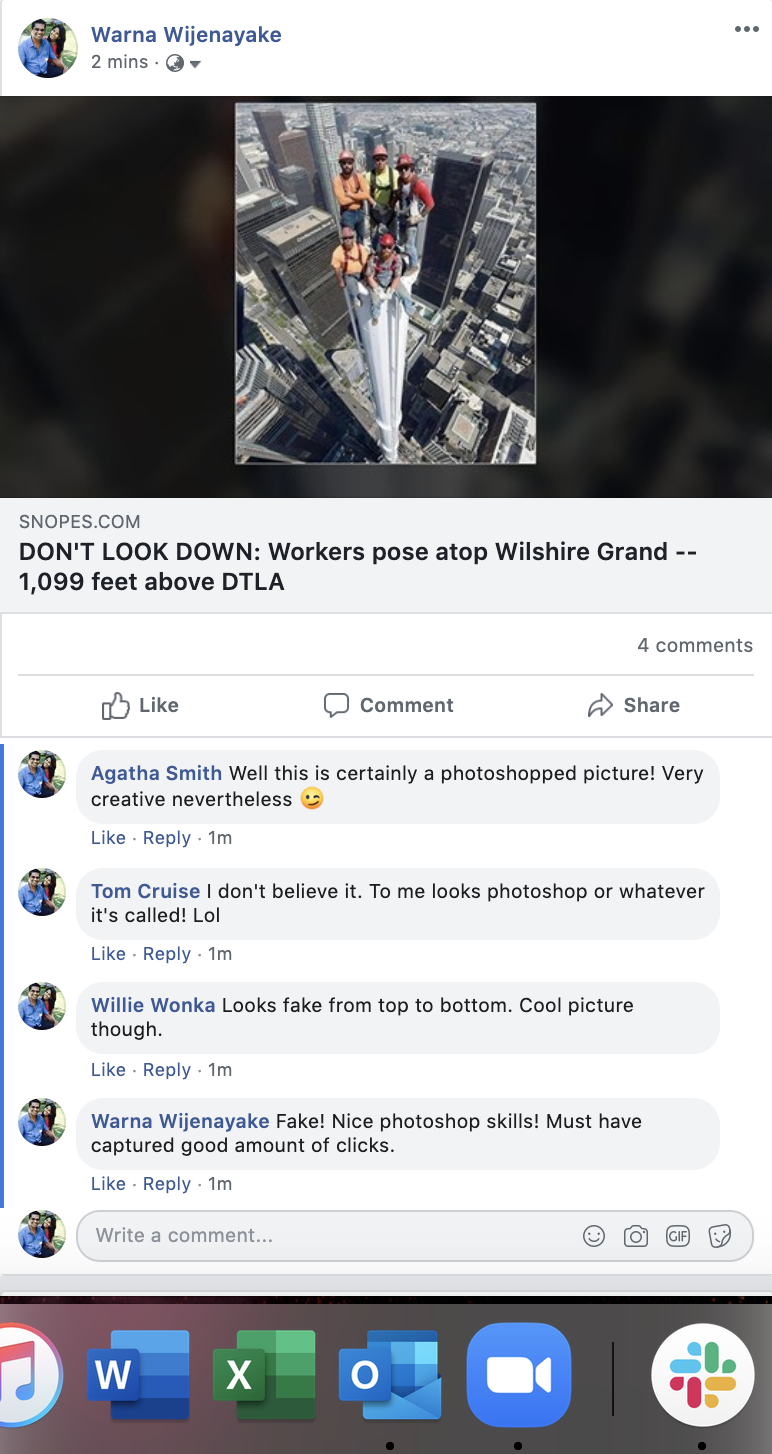 Warna Wijenayake
2 mins ·
SNOPES.COM
DON'T LOOK DOWN: Workers pose atop Wilshire Grand --
1,099 feet above DTLA
4 comments
Like Comment Share
Agatha Smith Well this is certainly a photoshopped picture! Very
creative nevertheless 😉
Like · Reply · 1m
Tom Cruise I don't believe it. To me looks photoshop or whatever
it's called! Lol
Like · Reply · 1m
Willie Wonka Looks fake from top to bottom. Cool picture
though.
Like · Reply · 1m
Warna Wijenayake Fake! Nice photoshop skills! Must have
captured good amount of clicks.
Like · Reply · 1m
Write a comment... GIF
W X O